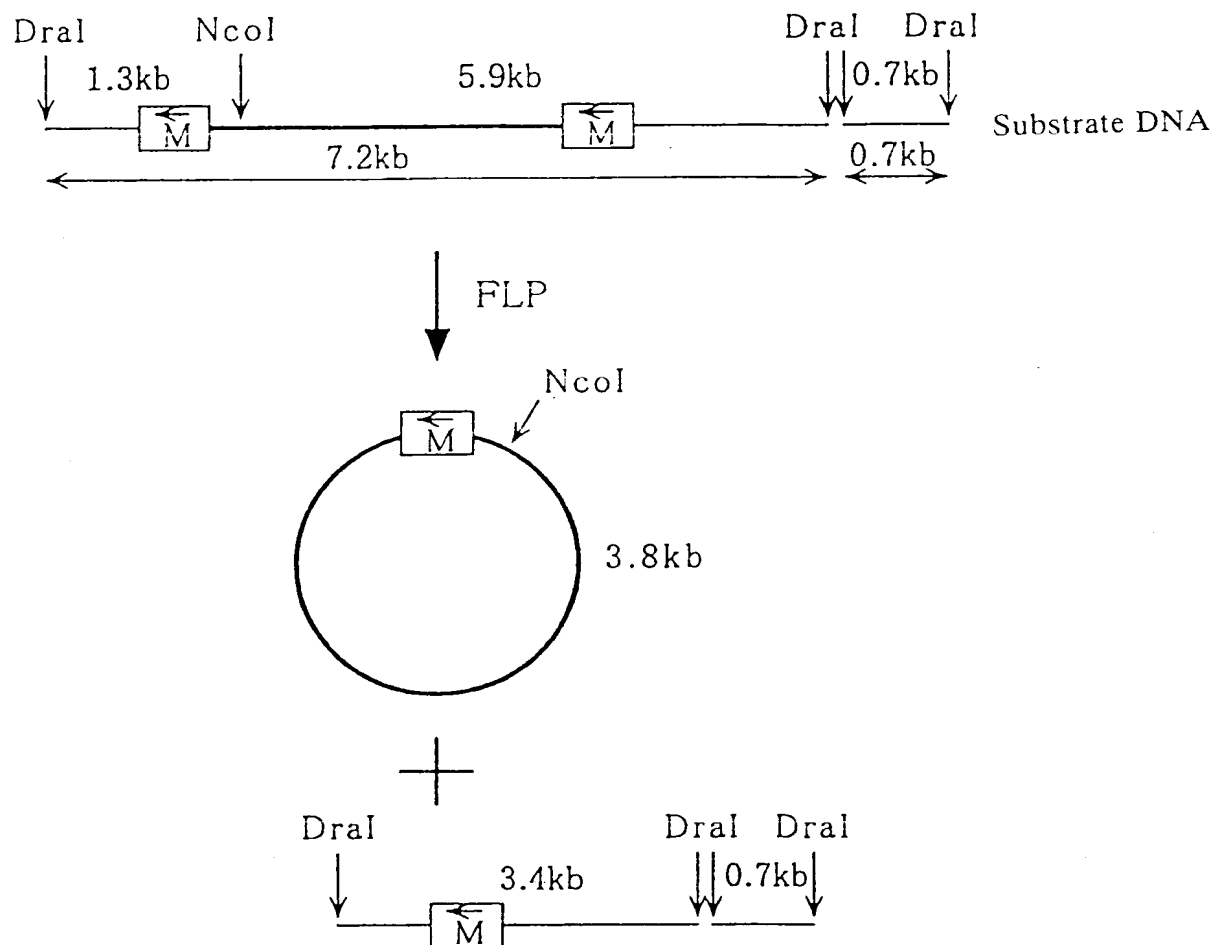 DraI NcoI DraI DraI
1.3kb 5.9kb 0.7kb
M M Substrate DNA
7.2kb 0.7kb
FLP
NcoI
M
3.8kb
+
DraI DraI DraI
3.4kb 0.7kb
M